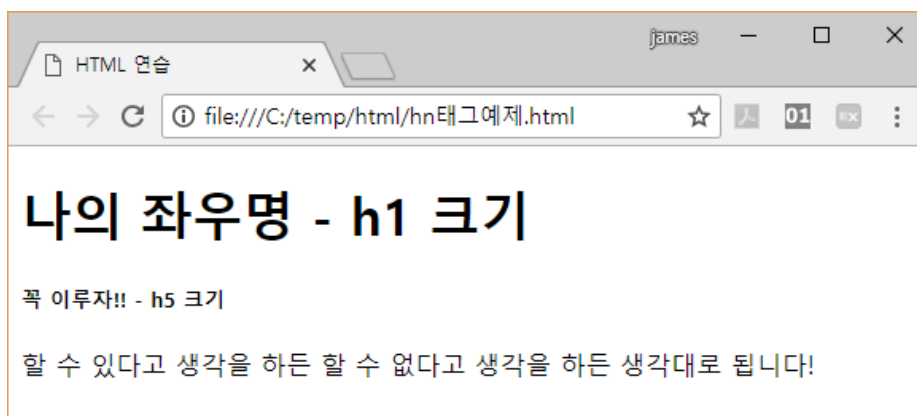 james
HTML 연습
file:///C:/temp/html/hn태그예제.html
01
EX
나의 좌우명 - h1 크기
꼭 이루자!! - h5 크기
할 수 있다고 생각을 하든 할 수 없다고 생각을 하든 생각대로 됩니다!